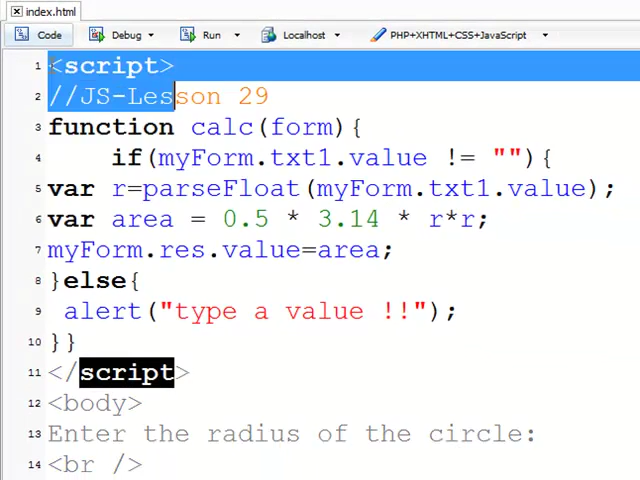 index.html
Code Debug Run Localhost PHP+XHTML+CSS+JavaScript
1 <script>
2 //JS-Lesson 29
3 function calc(form){
4 if(myForm.txt1.value != ""){
5 var r=parseFloat(myForm.txt1.value);
6 var area = 0.5 * 3.14 * r*r;
7 myForm.res.value=area;
8 }else{
9 alert("type a value !!");
10 }}
11 </script>
12 <body>
13 Enter the radius of the circle:
14 <br />